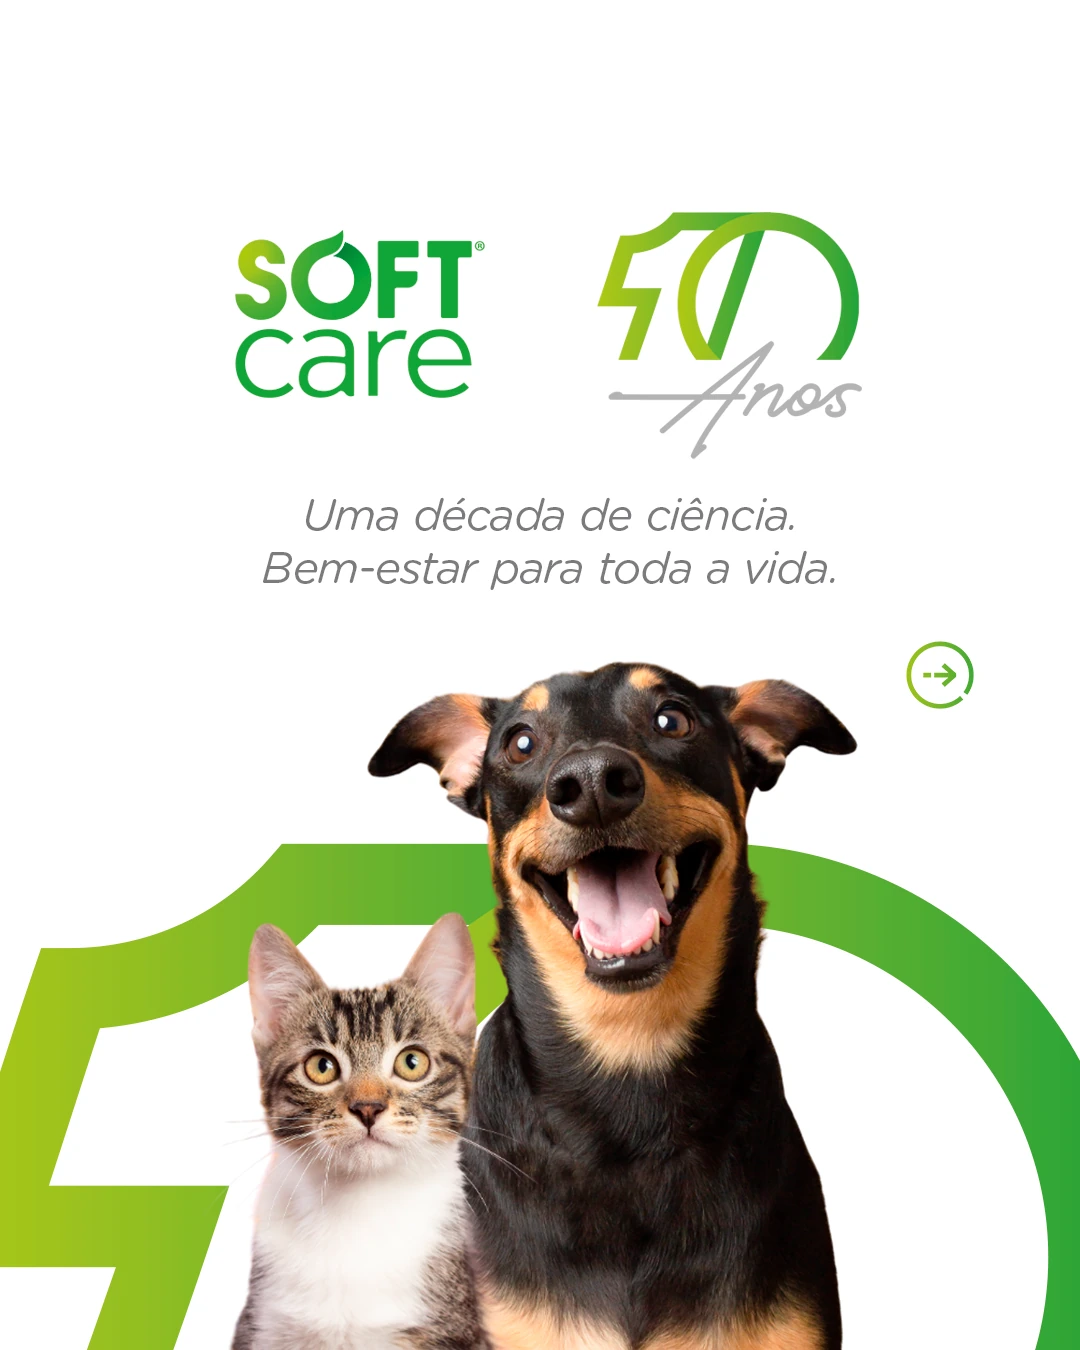 SOFT®
care
10
Anos
Uma década de ciência.
Bem-estar para toda a vida.